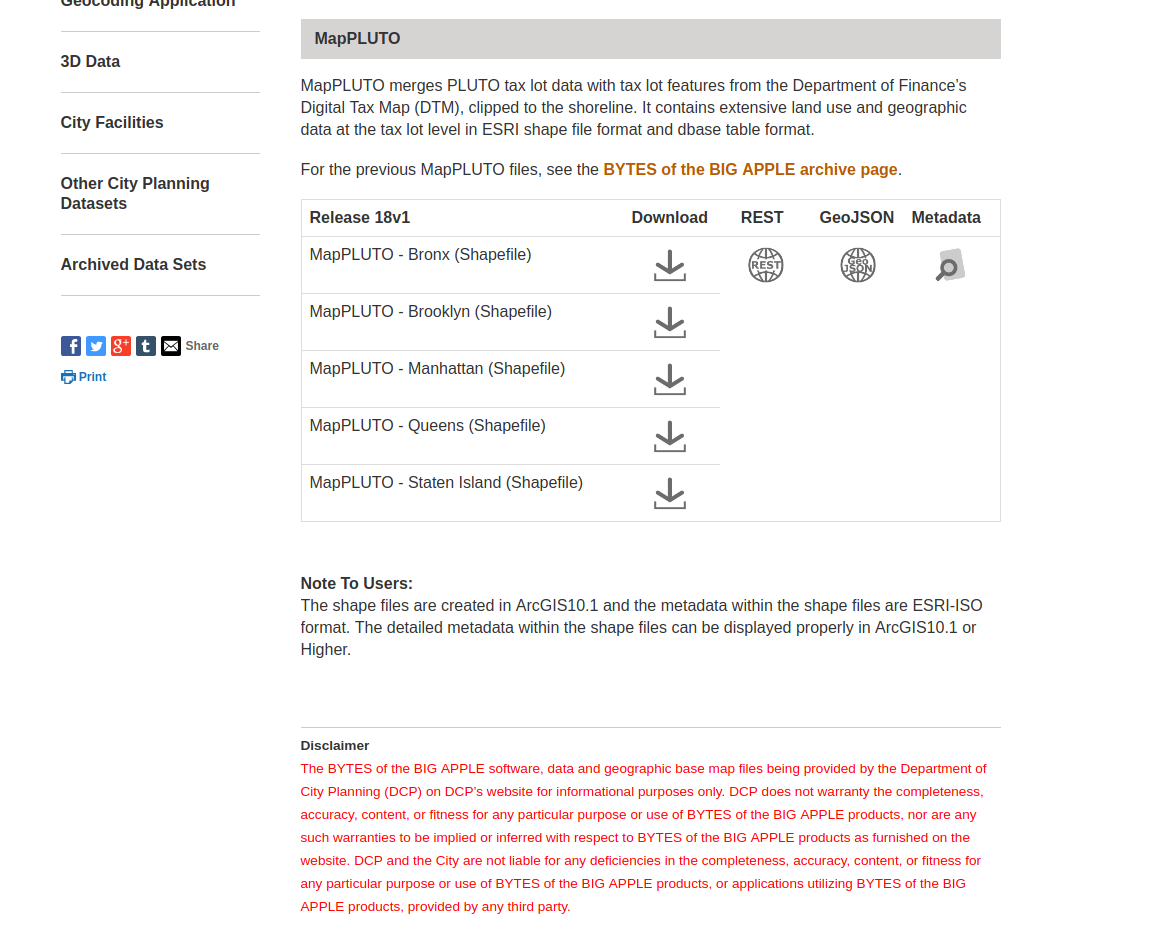 Geocoding Application
3D Data
City Facilities
Other City Planning
Datasets
Archived Data Sets
Share
Print
MapPLUTO
MapPLUTO merges PLUTO tax lot data with tax lot features from the Department of Finance’s
Digital Tax Map (DTM), clipped to the shoreline. It contains extensive land use and geographic
data at the tax lot level in ESRI shape file format and dbase table format.
For the previous MapPLUTO files, see the BYTES of the BIG APPLE archive page.
Release 18v1 Download REST GeoJSON Metadata
MapPLUTO - Bronx (Shapefile) REST Geo JSON
MapPLUTO - Brooklyn (Shapefile)
MapPLUTO - Manhattan (Shapefile)
MapPLUTO - Queens (Shapefile)
MapPLUTO - Staten Island (Shapefile)
Note To Users:
The shape files are created in ArcGIS10.1 and the metadata within the shape files are ESRI-ISO
format. The detailed metadata within the shape files can be displayed properly in ArcGIS10.1 or
Higher.
Disclaimer
The BYTES of the BIG APPLE software, data and geographic base map files being provided by the Department of
City Planning (DCP) on DCP’s website for informational purposes only. DCP does not warranty the completeness,
accuracy, content, or fitness for any particular purpose or use of BYTES of the BIG APPLE products, nor are any
such warranties to be implied or inferred with respect to BYTES of the BIG APPLE products as furnished on the
website. DCP and the City are not liable for any deficiencies in the completeness, accuracy, content, or fitness for
any particular purpose or use of BYTES of the BIG APPLE products, or applications utilizing BYTES of the BIG
APPLE products, provided by any third party.